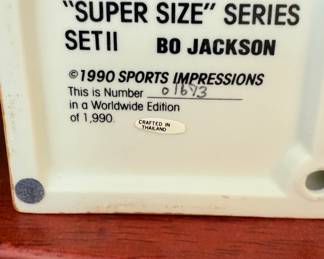 "SUPER SIZE" SERIES
SET II BO JACKSON
© 1990 SPORTS IMPRESSIONS
This is Number 01673
in a Worldwide Edition
of 1,990.
CRAFTED IN
THAILAND